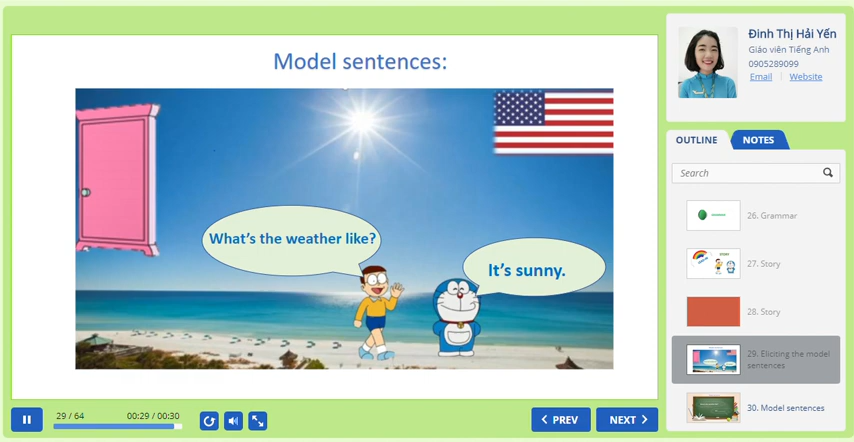 Model sentences:
What's the weather like?
It's sunny.
Đinh Thị Hải Yến
Giáo viên Tiếng Anh
0905289099
Email | Website
OUTLINE
NOTES
Search
26. Grammar
27. Story
28. Story
29. Eliciting the model
sentences
30. Model sentences
29 / 64
00:29 / 00:30
PREV
NEXT